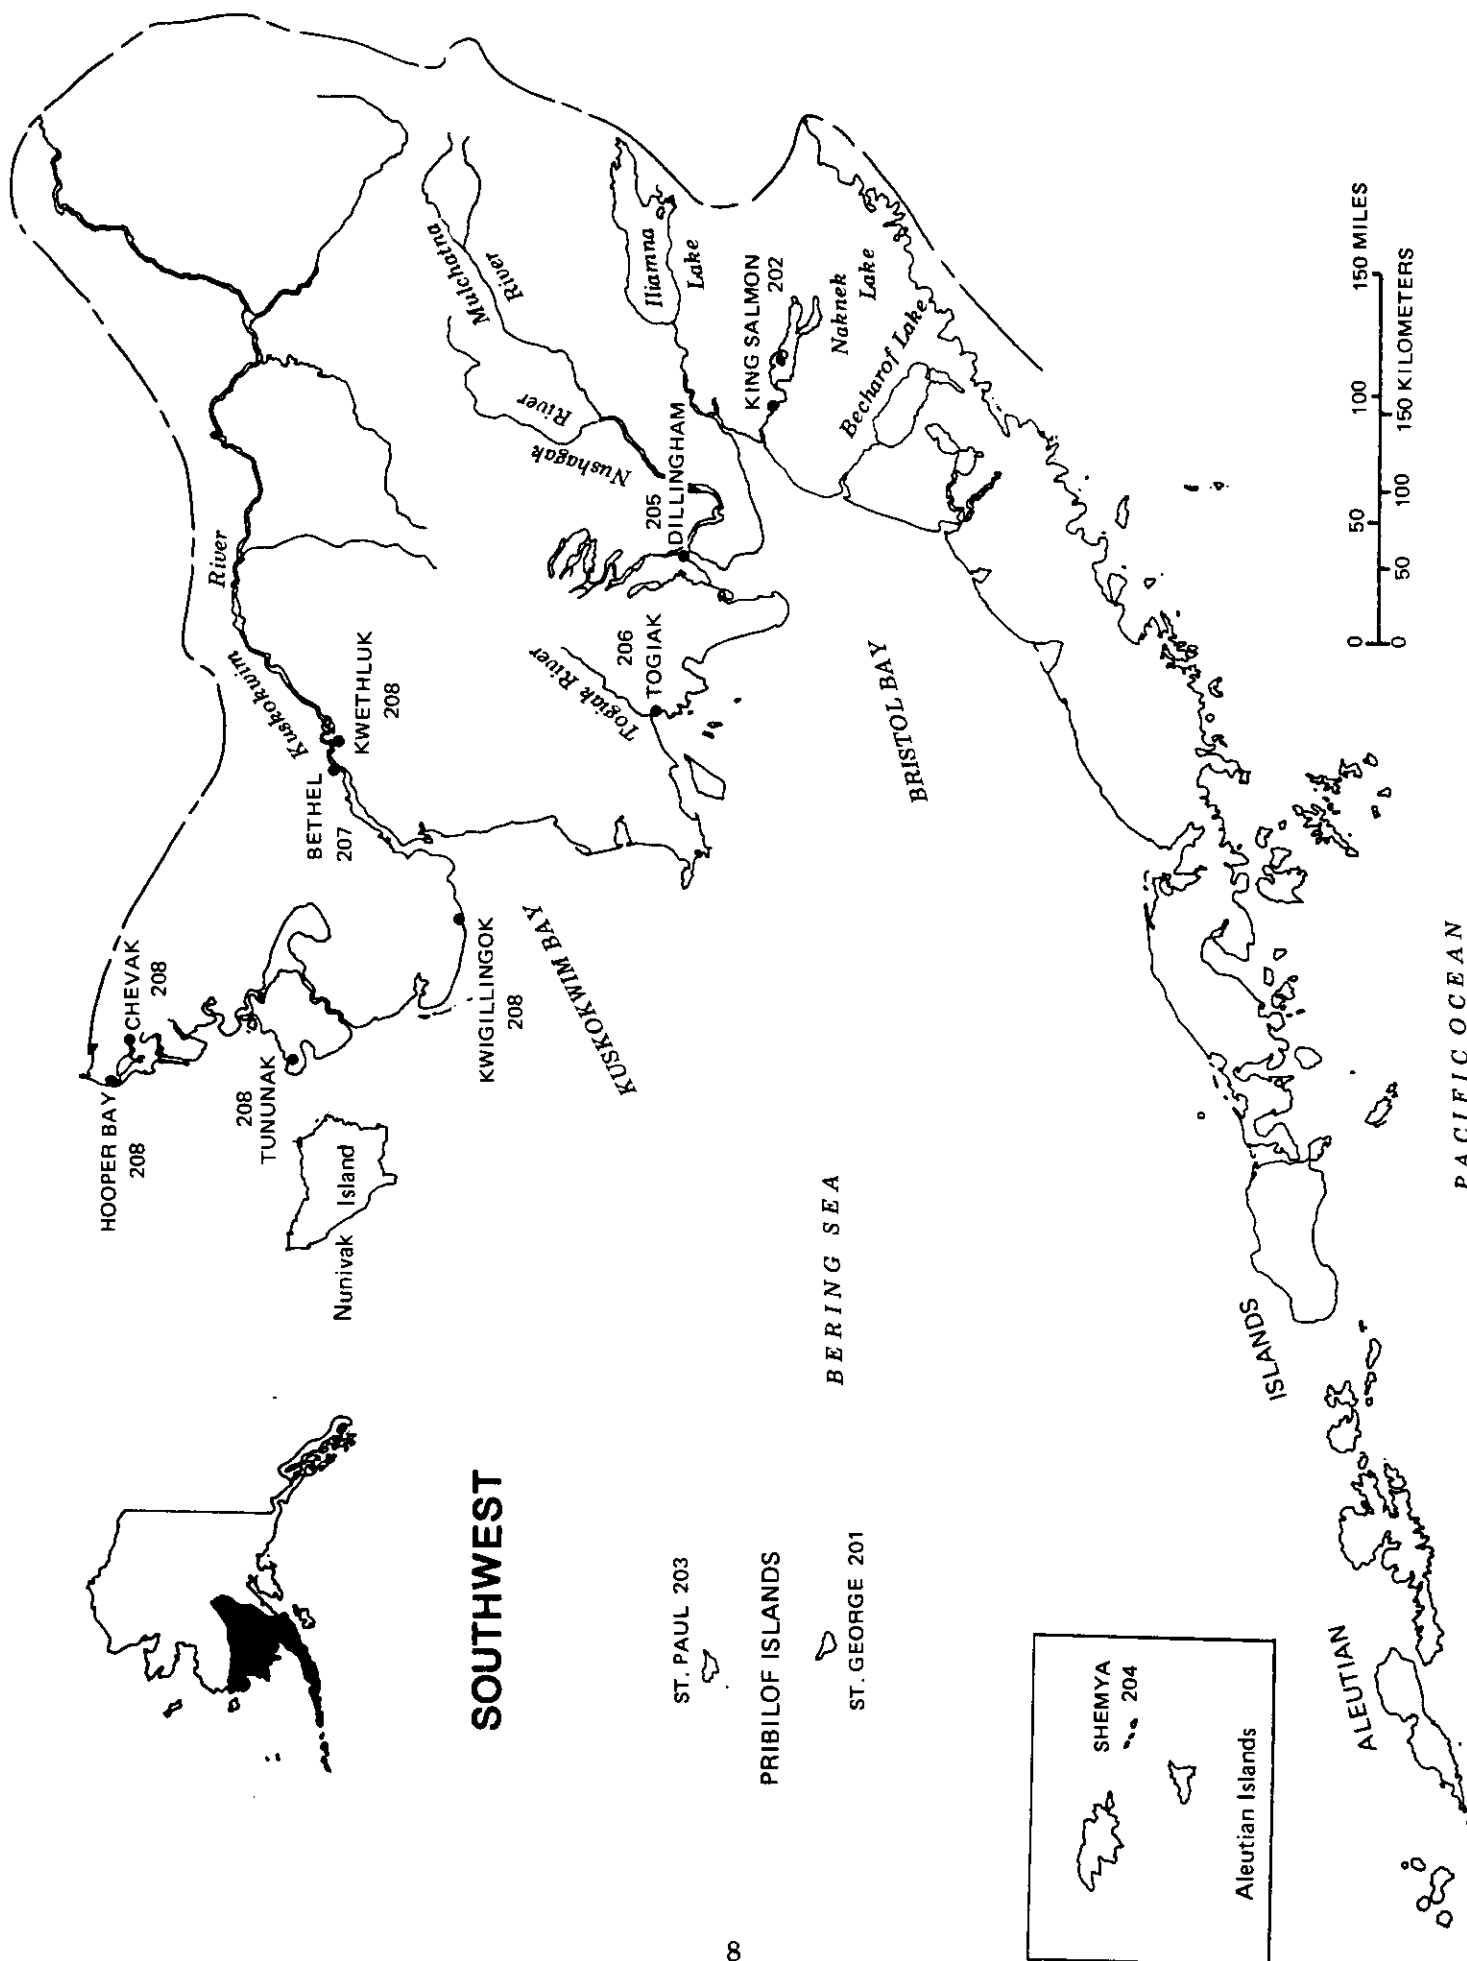 SOUTHWEST
HOOPER BAY
208
CHEVAK
208
208
TUNUNAK
Nunivak Island
KWIGILLINGOK
208
KUSKOKWIM BAY
BETHEL
207
KWETHLUK
208
Kuskokwim River
Togiak River
206
TOGIAK
205
DILLINGHAM
Nushagak River
Mulchatna River
Iliamna
Lake
KING SALMON
202
Naknek
Lake
Becharof Lake
BRISTOL BAY
BERING SEA
ST. PAUL 203
PRIBILOF ISLANDS
ST. GEORGE 201
SHEMYA
204
Aleutian Islands
ALEUTIAN ISLANDS
PACIFIC OCEAN
0 50 100 150 MILES
0 50 100 150 KILOMETERS
8